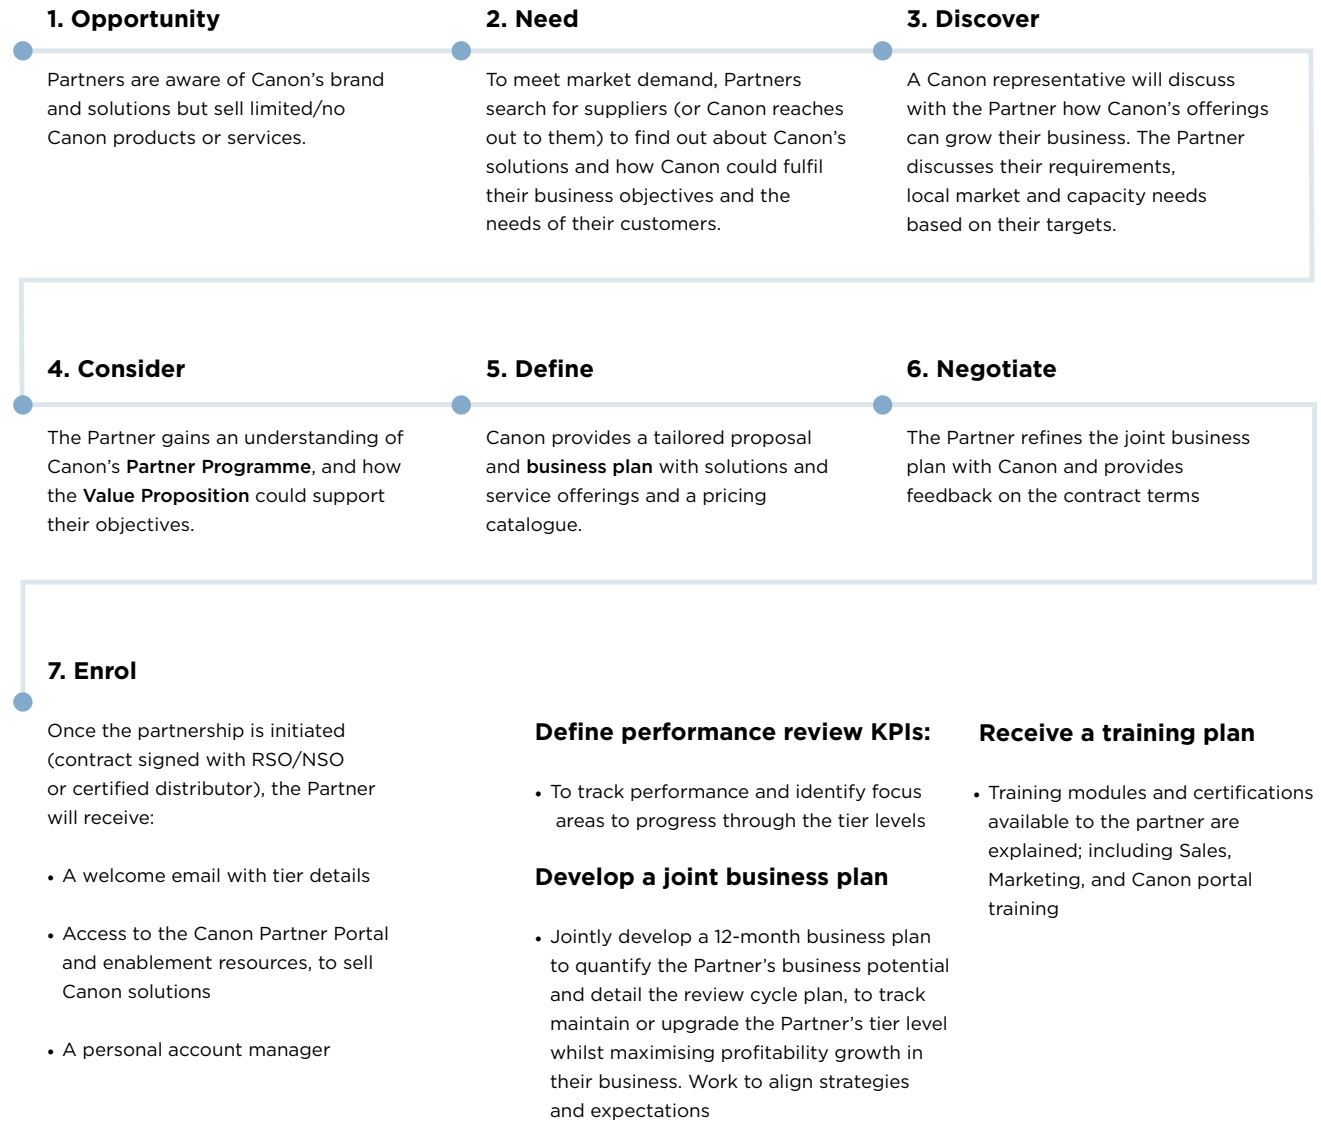 1. Opportunity
Partners are aware of Canon’s brand
and solutions but sell limited/no
Canon products or services.
2. Need
To meet market demand, Partners
search for suppliers (or Canon reaches
out to them) to find out about Canon’s
solutions and how Canon could fulfil
their business objectives and the
needs of their customers.
3. Discover
A Canon representative will discuss
with the Partner how Canon’s offerings
can grow their business. The Partner
discusses their requirements,
local market and capacity needs
based on their targets.
4. Consider
The Partner gains an understanding of
Canon’s Partner Programme, and how
the Value Proposition could support
their objectives.
5. Define
Canon provides a tailored proposal
and business plan with solutions and
service offerings and a pricing
catalogue.
6. Negotiate
The Partner refines the joint business
plan with Canon and provides
feedback on the contract terms
7. Enrol
Once the partnership is initiated
(contract signed with RSO/NSO
or certified distributor), the Partner
will receive:
• A welcome email with tier details
• Access to the Canon Partner Portal
and enablement resources, to sell
Canon solutions
• A personal account manager
Define performance review KPIs:
• To track performance and identify focus
areas to progress through the tier levels
Develop a joint business plan
• Jointly develop a 12-month business plan
to quantify the Partner’s business potential
and detail the review cycle plan, to track
maintain or upgrade the Partner’s tier level
whilst maximising profitability growth in
their business. Work to align strategies
and expectations
Receive a training plan
• Training modules and certifications
available to the partner are
explained; including Sales,
Marketing, and Canon portal
training